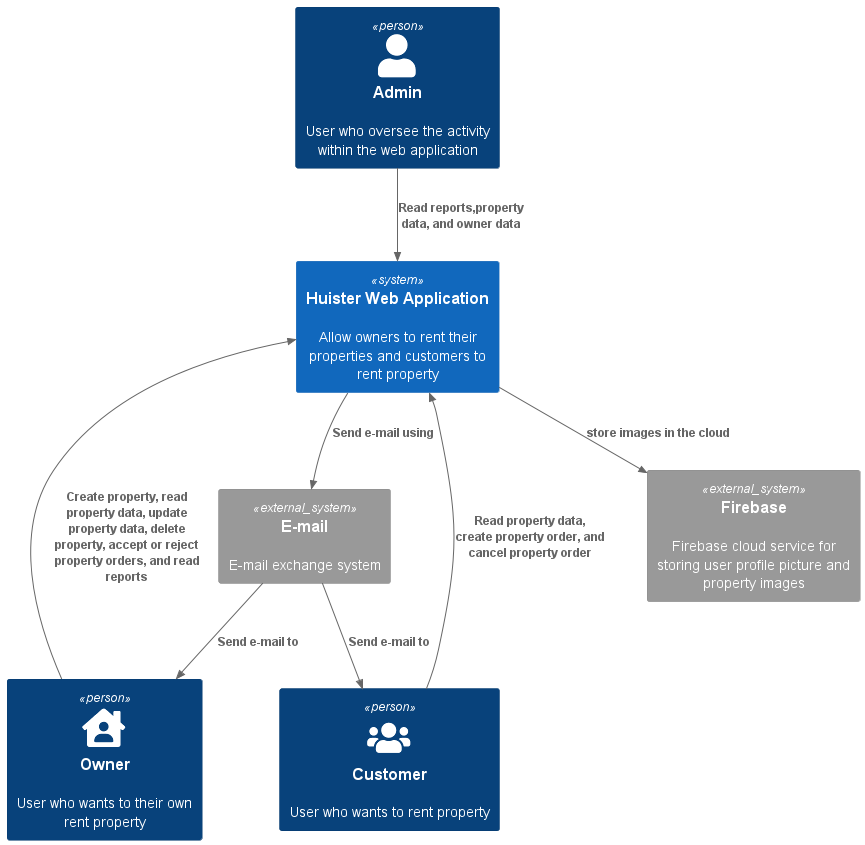 «person»
Admin
User who oversee the activity
within the web application
Read reports,property
data, and owner data
«system»
Huister Web Application
Allow owners to rent their
properties and customers to
rent property
Send e-mail using
store images in the cloud
Create property, read
property data, update
property data, delete
property, accept or reject
property orders, and read
reports
«external_system»
E-mail
E-mail exchange system
Read property data,
create property order, and
cancel property order
«external_system»
Firebase
Firebase cloud service for
storing user profile picture and
property images
Send e-mail to
Send e-mail to
«person»
Owner
User who wants to their own
rent property
«person»
Customer
User who wants to rent property